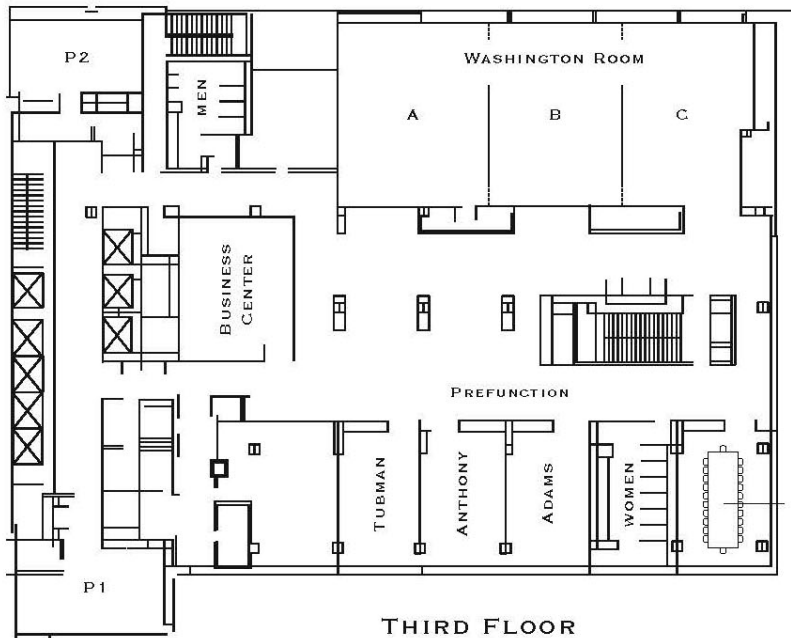 P2
MEN
WASHINGTON ROOM
A
B
C
BUSINESS
CENTER
PREFUNCTION
TUBMAN
ANTHONY
ADAMS
WOMEN
P1
THIRD FLOOR